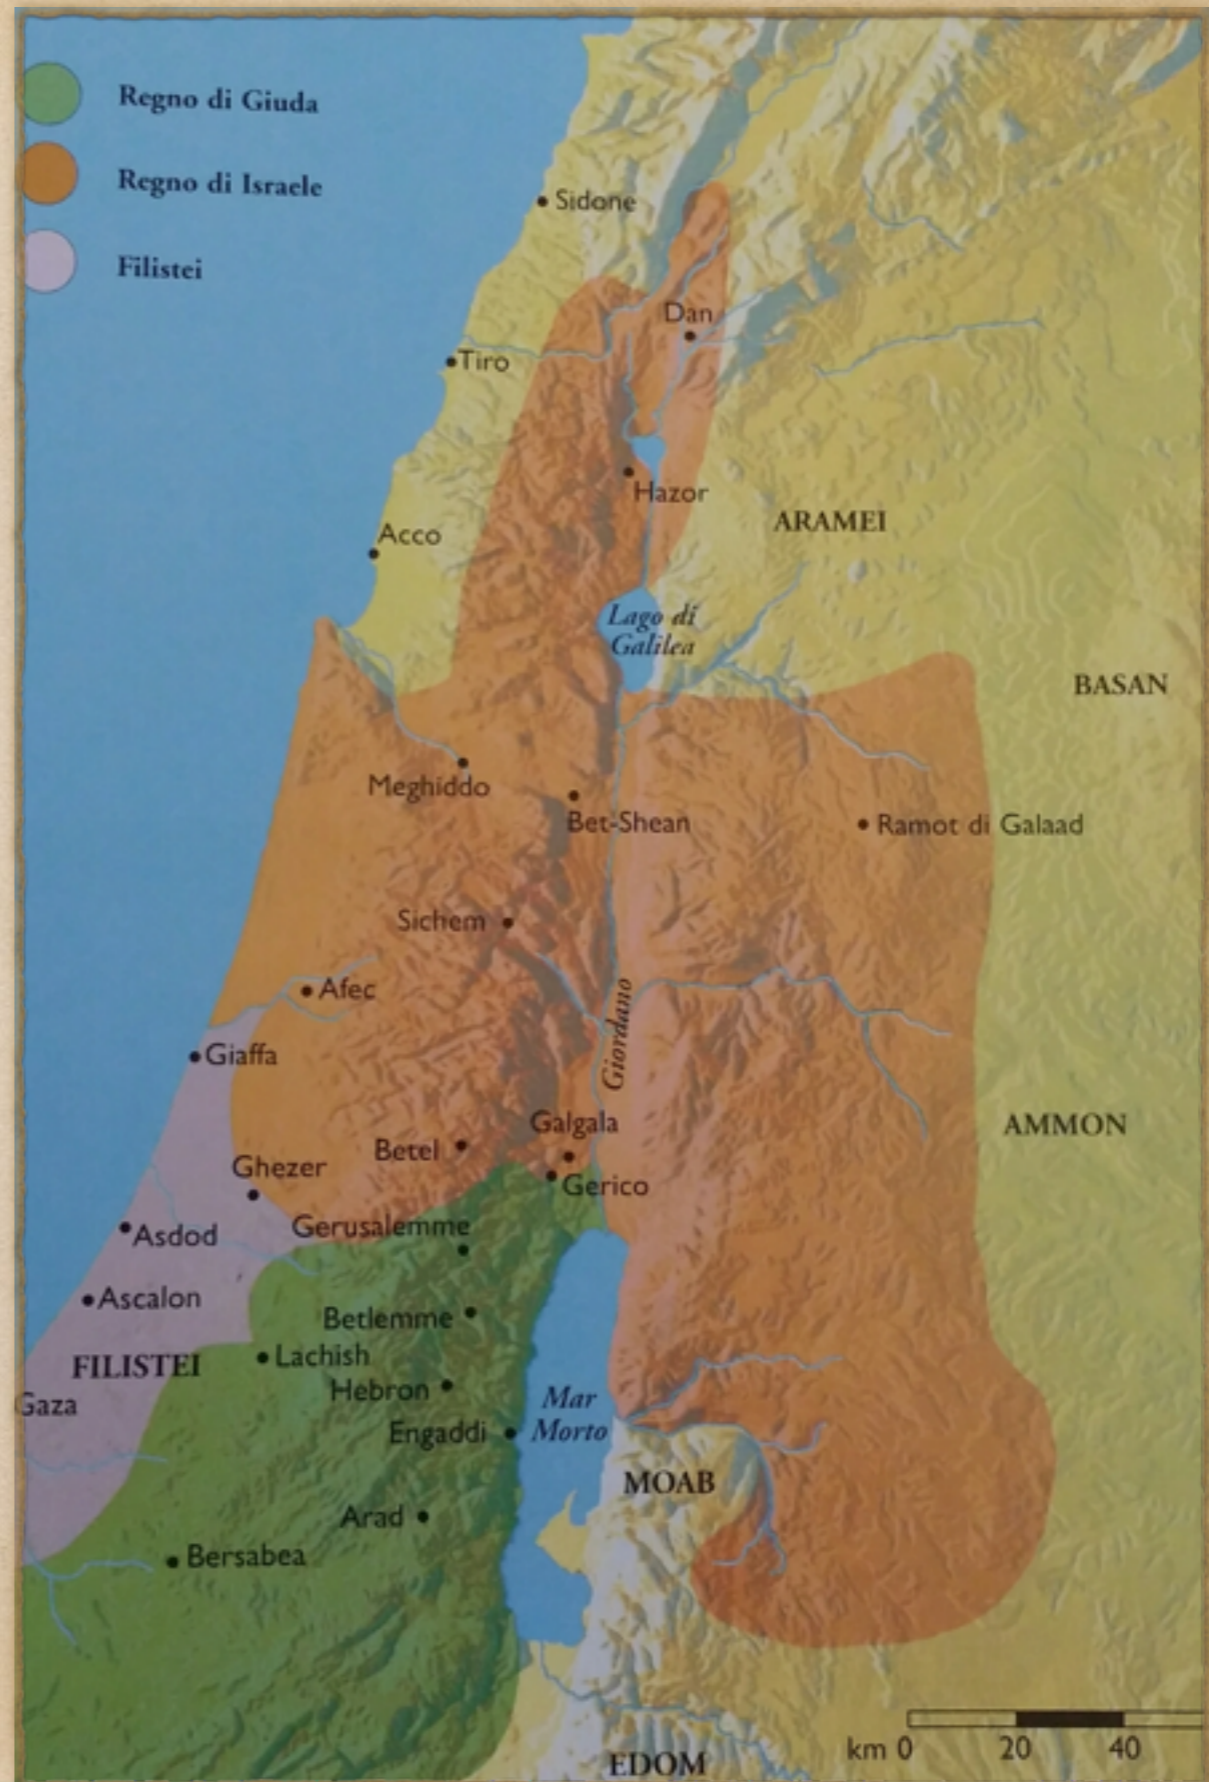 Regno di Giuda
Regno di Israele
Filistei
Sidone
Dan
Tiro
Hazor
ARAMEI
Acco
Lago di
Galilea
BASAN
Meghiddo
Bet-Shean
Ramot di Galaad
Sichem
Afec
Giordano
Giaffa
Galgala
AMMON
Betel
Ghezer
Gerico
Gerusalemme
Asdod
Ascalon
Betlemme
Lachish
FILISTEI
Hebron
Gaza
Mar
Morto
Engaddi
MOAB
Arad
Bersabea
km 0 20 40
EDOM